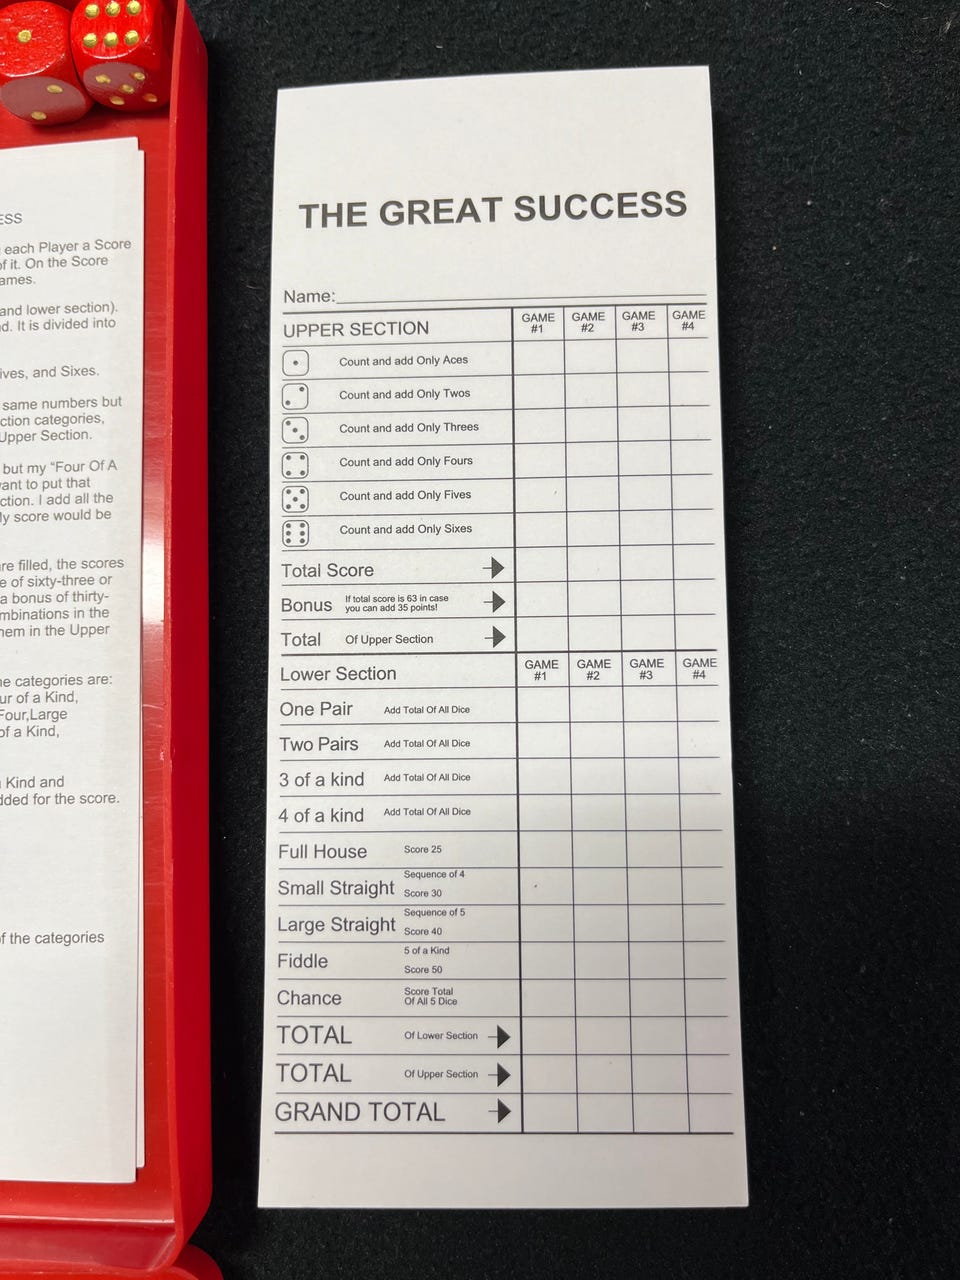 ESS
each Player a Score
of it. On the Score
ames.
and lower section).
d. It is divided into
ives, and Sixes.
same numbers but
ction categories,
Upper Section.
but my "Four Of A
ant to put that
ction. I add all the
y score would be
re filled, the scores
e of sixty-three or
a bonus of thirty-
mbinations in the
hem in the Upper
he categories are:
ur of a Kind,
Four,Large
of a Kind,
Kind and
dded for the score.
of the categories
THE GREAT SUCCESS
Name:
UPPER SECTION GAME #1 GAME #2 GAME #3 GAME #4
Count and add Only Aces
Count and add Only Twos
Count and add Only Threes
Count and add Only Fours
Count and add Only Fives
Count and add Only Sixes
Total Score
Bonus If total score is 63 in case
you can add 35 points!
Total Of Upper Section
Lower Section GAME #1 GAME #2 GAME #3 GAME #4
One Pair Add Total Of All Dice
Two Pairs Add Total Of All Dice
3 of a kind Add Total Of All Dice
4 of a kind Add Total Of All Dice
Full House Score 25
Small Straight Sequence of 4
Score 30
Large Straight Sequence of 5
Score 40
Fiddle 5 of a Kind
Score 50
Chance Score Total
Of All 5 Dice
TOTAL Of Lower Section
TOTAL Of Upper Section
GRAND TOTAL